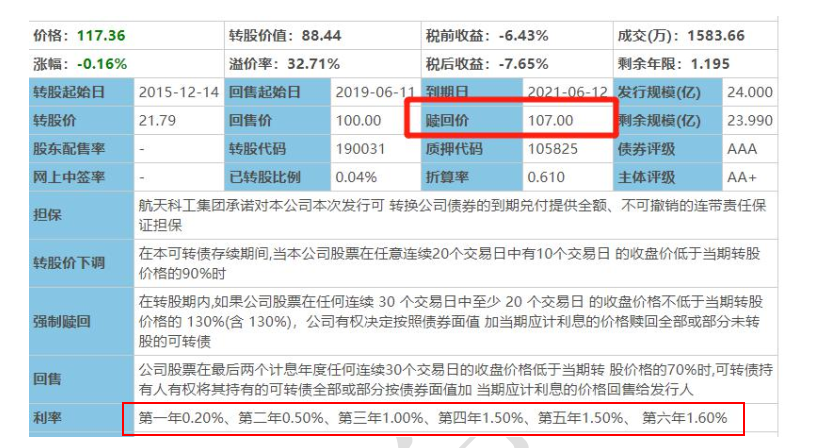 价格：117.36 转股价值：88.44 税前收益：-6.43% 成交(万)：1583.66
涨幅：-0.16% 溢价率：32.71% 税后收益：-7.65% 剩余年限：1.195
转股起始日 2015-12-14 回售起始日 2019-06-11 到期日 2021-06-12 发行规模(亿) 24.000
转股价 21.79 回售价 100.00 赎回价 107.00 剩余规模(亿) 23.990
股东配售率 - 转股代码 190031 质押代码 105825 债券评级 AAA
网上中签率 - 已转股比例 0.04% 折算率 0.610 主体评级 AA+
担保 航天科工集团承诺对本公司本次发行可 转换公司债券的到期兑付提供全额、不可撤销的连带责任保
证担保
转股价下调 在本可转债存续期间,当本公司股票在任意连续20个交易日中有10个交易日 的收盘价低于当期转股
价格的90%时
强制赎回 在转股期内,如果公司股票在任何连续 30 个交易日中至少 20 个交易日 的收盘价格不低于当期转股
价格的 130%(含 130%)，公司有权决定按照债券面值 加当期应计利息的价格赎回全部或部分未转
股的可转债
回售 公司股票在最后两个计息年度任何连续30个交易日的收盘价格低于当期转 股价格的70%时,可转债持
有人有权将其持有的可转债全部或部分按债券面值加 当期应计利息的价格回售给发行人
利率 第一年0.20%、第二年0.50%、第三年1.00%、第四年1.50%、第五年1.50%、 第六年1.60%